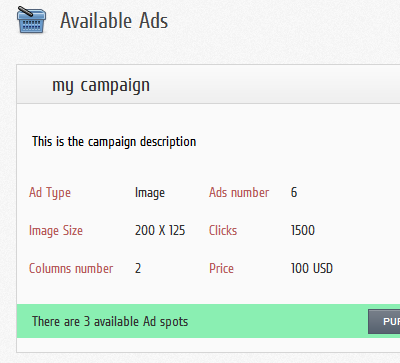 Available Ads
my campaign
This is the campaign description
Ad Type Image Ads number 6
Image Size 200 X 125 Clicks 1500
Columns number 2 Price 100 USD
There are 3 available Ad spots